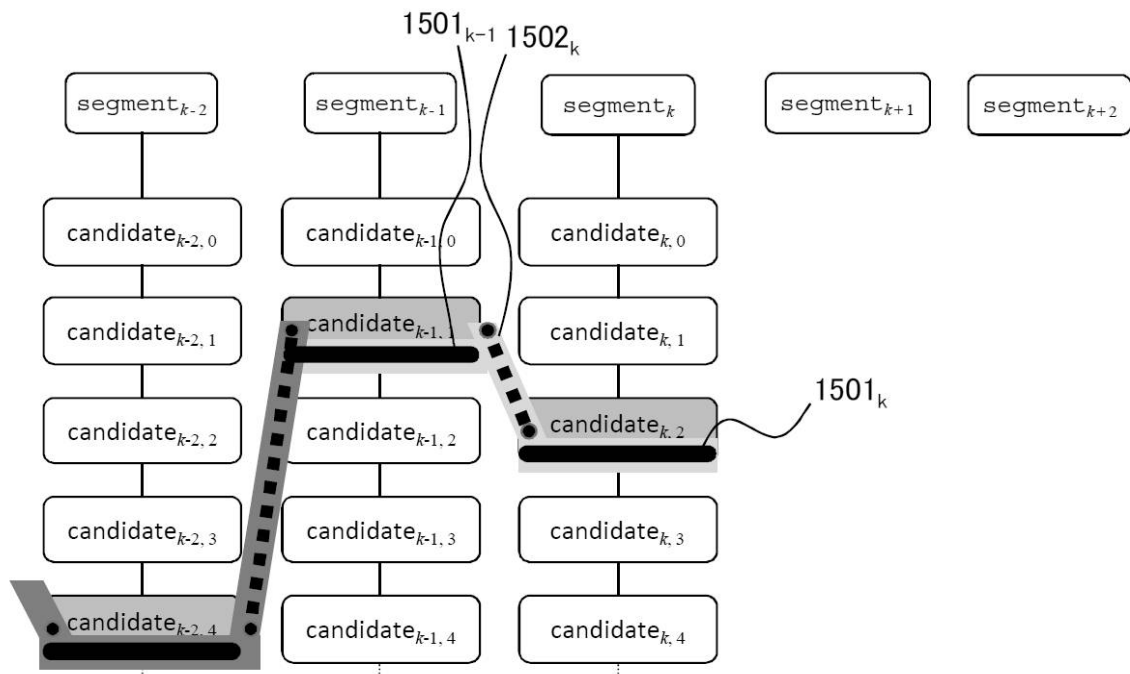 1501k-1 1502k
segmentk-2 segmentk-1 segmentk segmentk+1 segmentk+2
candidatek-2, 0 candidatek-1, 0 candidatek, 0
candidatek-2, 1 candidatek-1, 1 candidatek, 1
1501k
candidatek-2, 2 candidatek-1, 2 candidatek, 2
candidatek-2, 3 candidatek-1, 3 candidatek, 3
candidatek-2, 4 candidatek-1, 4 candidatek, 4